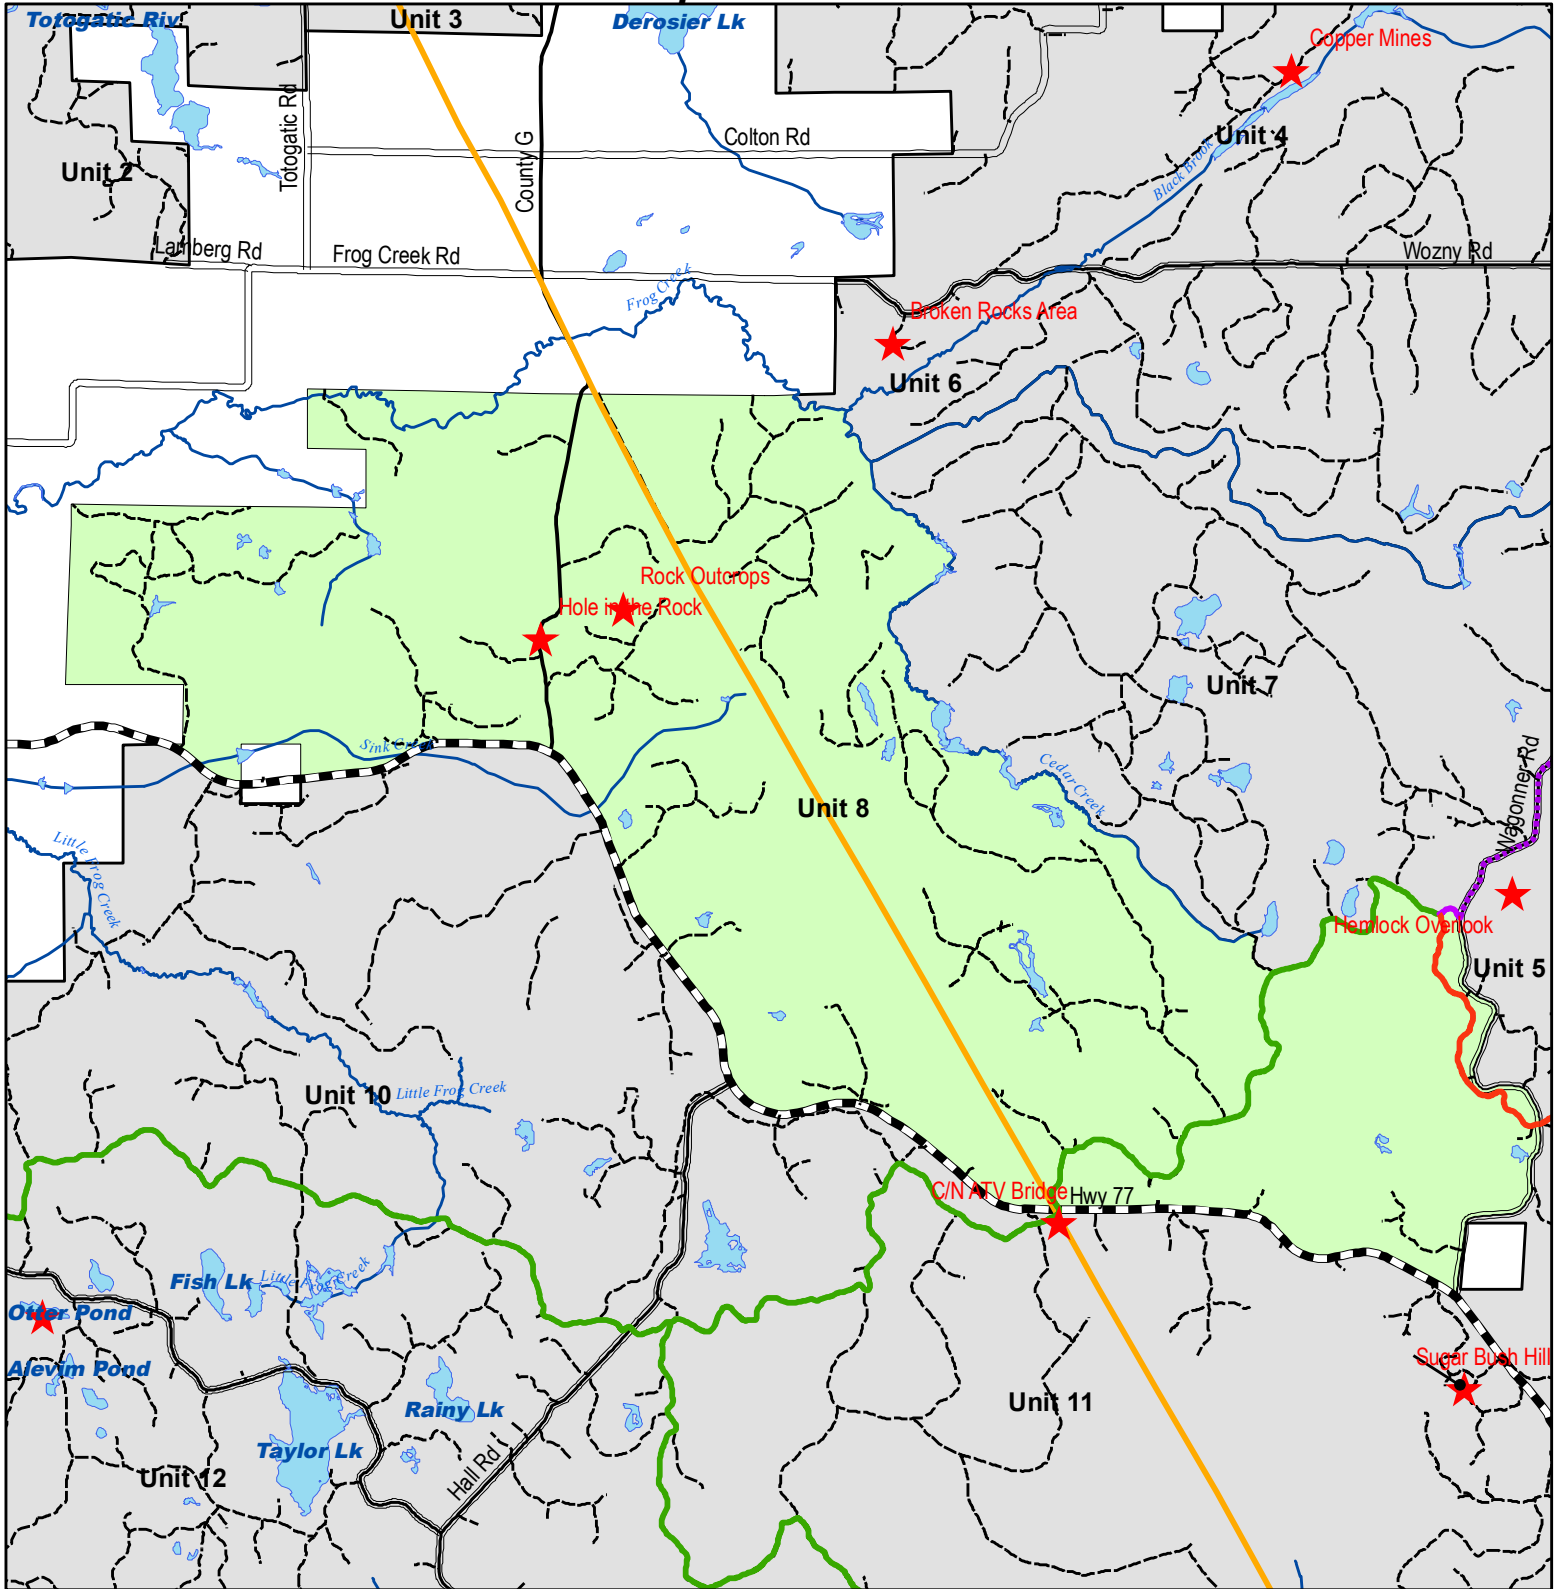 Totogatic Riv
Unit 3
Derosier Lk
Copper Mines
Totogatic Rd
County G
Colton Rd
Unit 4
Unit 2
Black Brook
Lamberg Rd
Frog Creek Rd
Wozny Rd
Frog Creek
Broken Rocks Area
Unit 6
Rock Outcrops
Hole in the Rock
Unit 7
Sink Creek
Cedar Creek
Wagonner Rd
Unit 8
Little Frog Creek
Hemlock Overlook
Unit 5
Unit 10
Little Frog Creek
C/N ATV Bridge
Hwy 77
Fish Lk
Little Frog Creek
Otter Pond
Alevim Pond
Sugar Bush Hill
Rainy Lk
Unit 11
Taylor Lk
Hall Rd
Unit 12